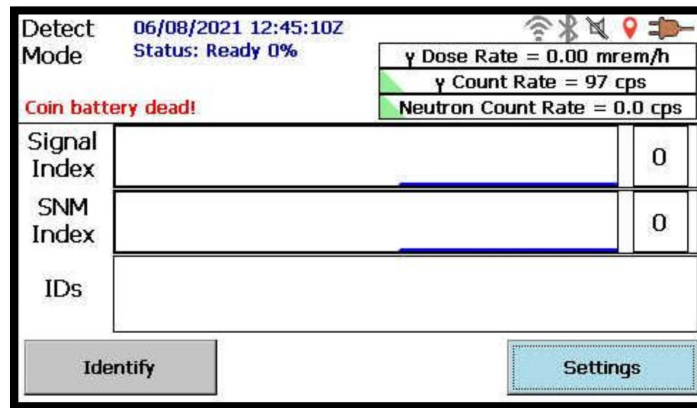 Detect Mode
06/08/2021 12:45:10Z
Status: Ready 0%
γ Dose Rate = 0.00 mrem/h
γ Count Rate = 97 cps
Neutron Count Rate = 0.0 cps
Coin battery dead!
Signal Index
0
SNM Index
0
IDs
Identify
Settings